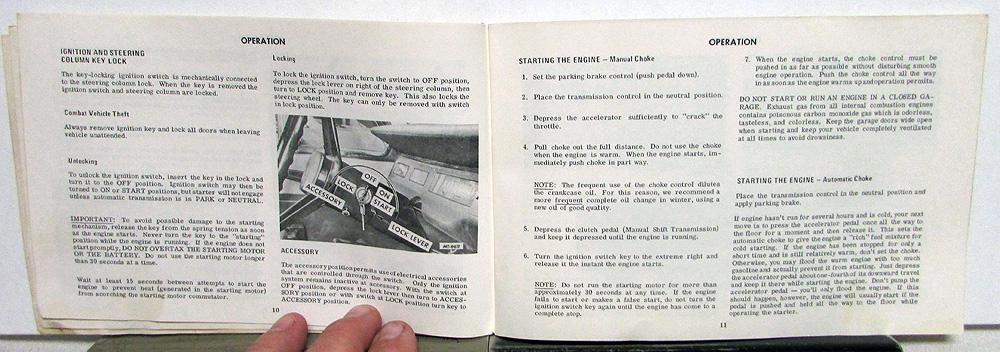 OPERATION
IGNITION AND STEERING
COLUMN KEY LOCK
The key-locking ignition switch is mechanically connected
to the steering column lock. When the key is removed the
ignition switch and steering column are locked.
Combat Vehicle Theft
Always remove ignition key and lock all doors when leaving
vehicle unattended.
Unlocking
To unlock the ignition switch, insert the key in the lock and
turn it to the OFF position. Ignition switch may then be
turned to ON or START positions, but starter will not engage
unless automatic transmission is in PARK or NEUTRAL.
IMPORTANT: To avoid possible damage to the starting
mechanism, release the key from the spring tension as soon
as the engine starts. Never turn the key to the "starting"
position while the engine is running. If the engine does not
start promptly, DO NOT OVERTAX THE STARTING MOTOR
OR THE BATTERY. Do not use the starting motor longer
than 30 seconds at a time.
Wait at least 15 seconds between attempts to start the
engine to prevent heat (generated in the starting motor)
from scorching the starting motor commutator.
Locking
To lock the ignition switch, turn the switch to OFF position,
depress the lock lever on right of the steering column, then
turn to LOCK position and remove key. This also locks the
steering wheel. The key can only be removed with switch
in lock position.
OFF
LOCK
ON
START
ACCESSORY
LOCK LEVER
ACCESSORY
The accessory position permits use of electrical accessories
that are controlled through the switch. Only the ignition
system remains inactive at accessory. With the switch at
OFF position, depress the lock lever then turn to ACCES-
SORY position or with switch at LOCK position turn key to
ACCESSORY position.
10
OPERATION
STARTING THE ENGINE – Manual Choke
1. Set the parking brake control (push pedal down).
2. Place the transmission control in the neutral position.
3. Depress the accelerator sufficiently to "crack" the
throttle.
4. Pull choke out the full distance. Do not use the choke
when the engine is warm. When the engine starts, im-
mediately push choke in part way.
NOTE: The frequent use of the choke control dilutes
the crankcase oil. For this reason, we recommend a
more frequent complete oil change in winter, using a
new oil of good quality.
5. Depress the clutch pedal (Manual Shift Transmission)
and keep it depressed until the engine is running.
6. Turn the ignition switch key to the extreme right and
release it the instant the engine starts.
NOTE: Do not run the starting motor for more than
approximately 30 seconds at any time. If the engine
fails to start or makes a false start, do not turn the
ignition switch key again until the engine has come to a
complete stop.
7. When the engine starts, the choke control must be
pushed in as far as possible without disturbing smooth
engine operation. Push the choke control all the way
in as soon as the engine warms up and operation permits.
DO NOT START OR RUN AN ENGINE IN A CLOSED GA-
RAGE. Exhaust gas from all internal combustion engines
contains poisonous carbon monoxide gas which is odorless,
tasteless, and colorless. Keep the garage doors wide open
when starting and keep your vehicle completely ventilated
at all times to avoid drowsiness.
STARTING THE ENGINE – Automatic Choke
Place the transmission control in the neutral position and
apply parking brake.
If engine hasn't run for several hours and is cold, your next
move is to press the accelerator pedal once all the way to
the floor for a moment and then release it. This sets the
automatic choke to give the engine a "rich" fuel mixture for
cold starting. If the engine has been stopped for only a
short time and is still relatively warm, don't set the choke.
Otherwise, you may flood the warm engine with too much
gasoline and actually prevent it from starting. Just depress
the accelerator pedal about one-fourth of its downward travel
and keep it there while starting the engine. Don't pump the
accelerator pedal – you'll only flood the engine. If this
should happen, however, the engine will usually start if the
pedal is pushed and held all the way to the floor while
operating the starter.
11